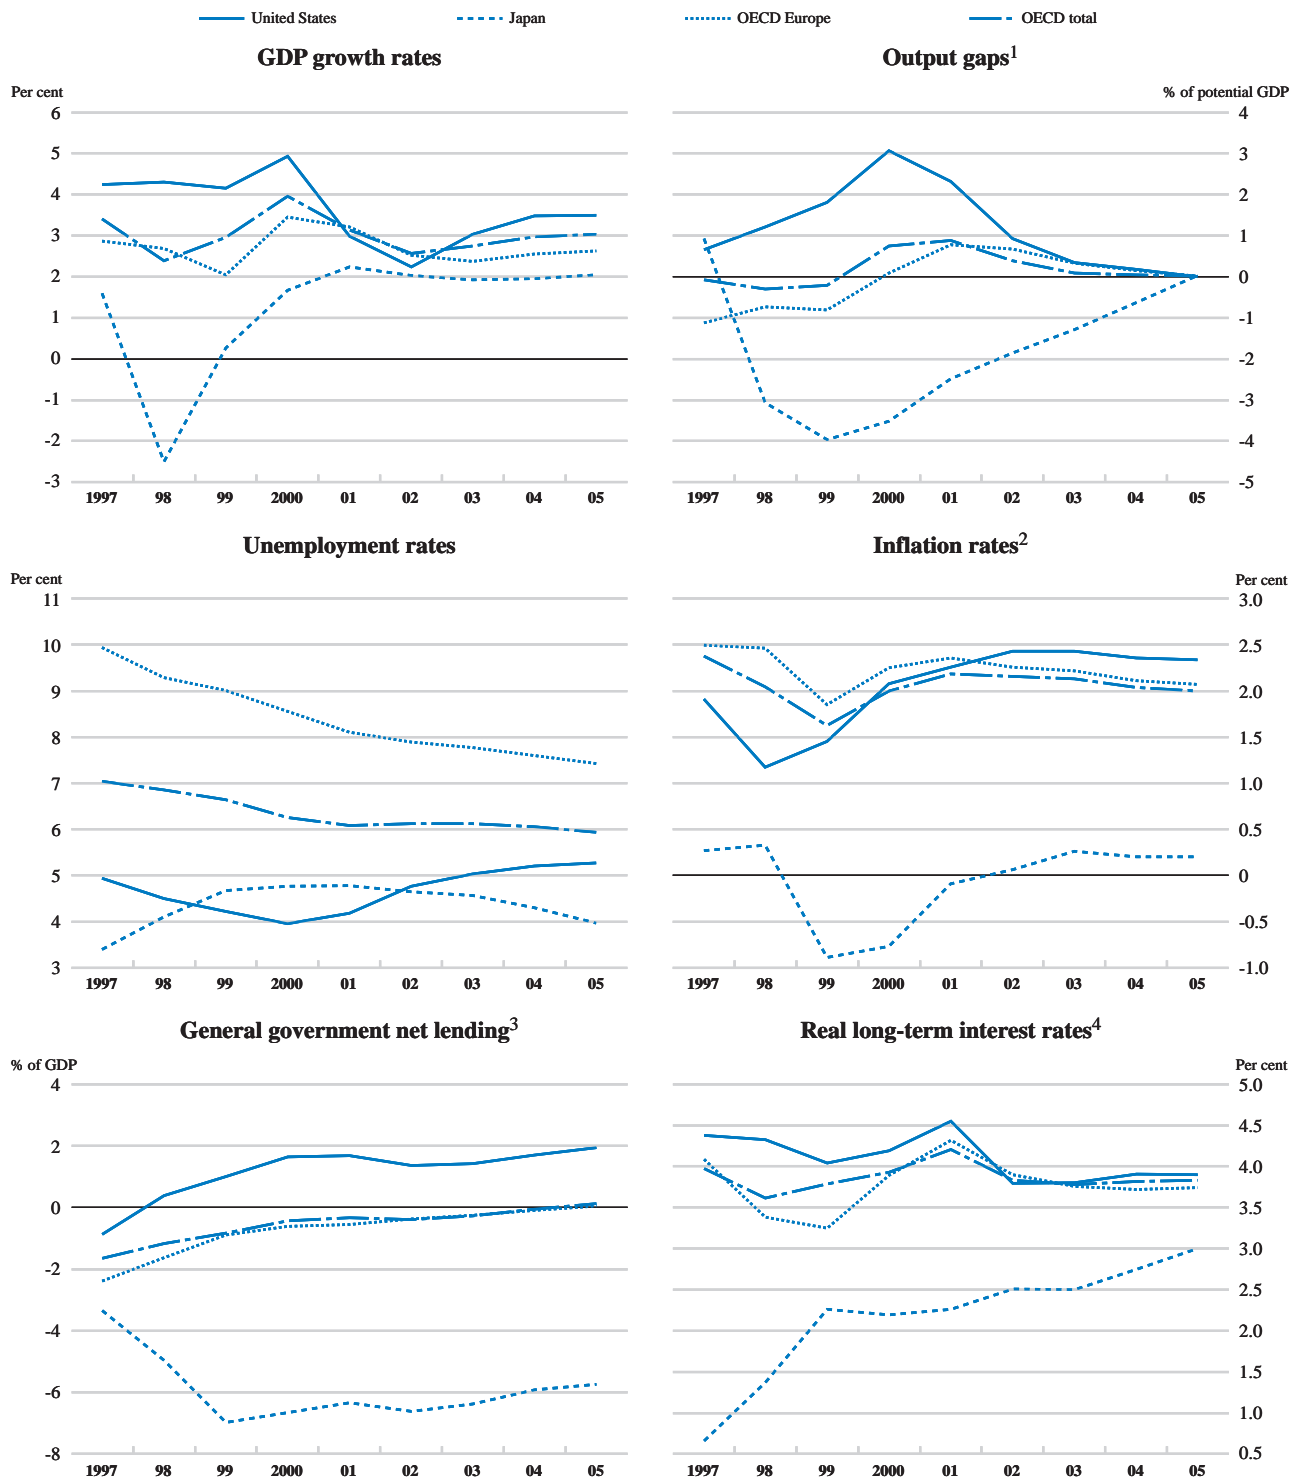 United States Japan OECD Europe OECD total
GDP growth rates
Per cent
6
5
4
3
2
1
0
-1
-2
-3
1997 98 99 2000 01 02 03 04 05
Output gaps1
% of potential GDP
4
3
2
1
0
-1
-2
-3
-4
-5
1997 98 99 2000 01 02 03 04 05
Unemployment rates
Per cent
11
10
9
8
7
6
5
4
3
1997 98 99 2000 01 02 03 04 05
Inflation rates2
Per cent
3.0
2.5
2.0
1.5
1.0
0.5
0
-0.5
-1.0
1997 98 99 2000 01 02 03 04 05
General government net lending3
% of GDP
4
2
0
-2
-4
-6
-8
1997 98 99 2000 01 02 03 04 05
Real long-term interest rates4
Per cent
5.0
4.5
4.0
3.5
3.0
2.5
2.0
1.5
1.0
0.5
1997 98 99 2000 01 02 03 04 05